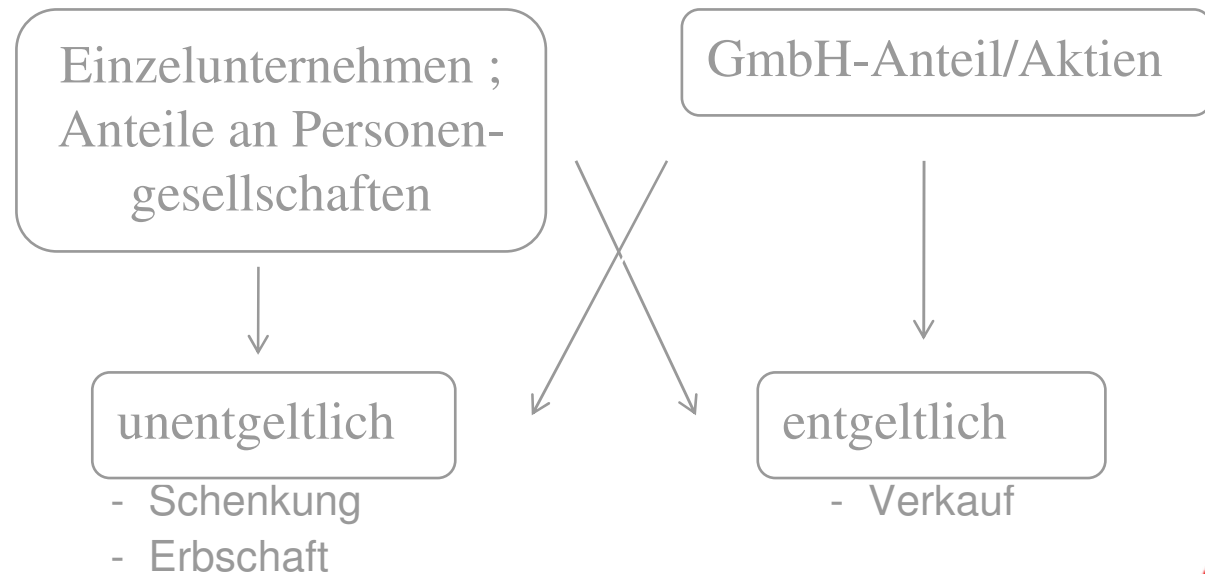 Einzelunternehmen ;
Anteile an Personen-
gesellschaften
GmbH-Anteil/Aktien
unentgeltlich
- Schenkung
- Erbschaft
entgeltlich
- Verkauf